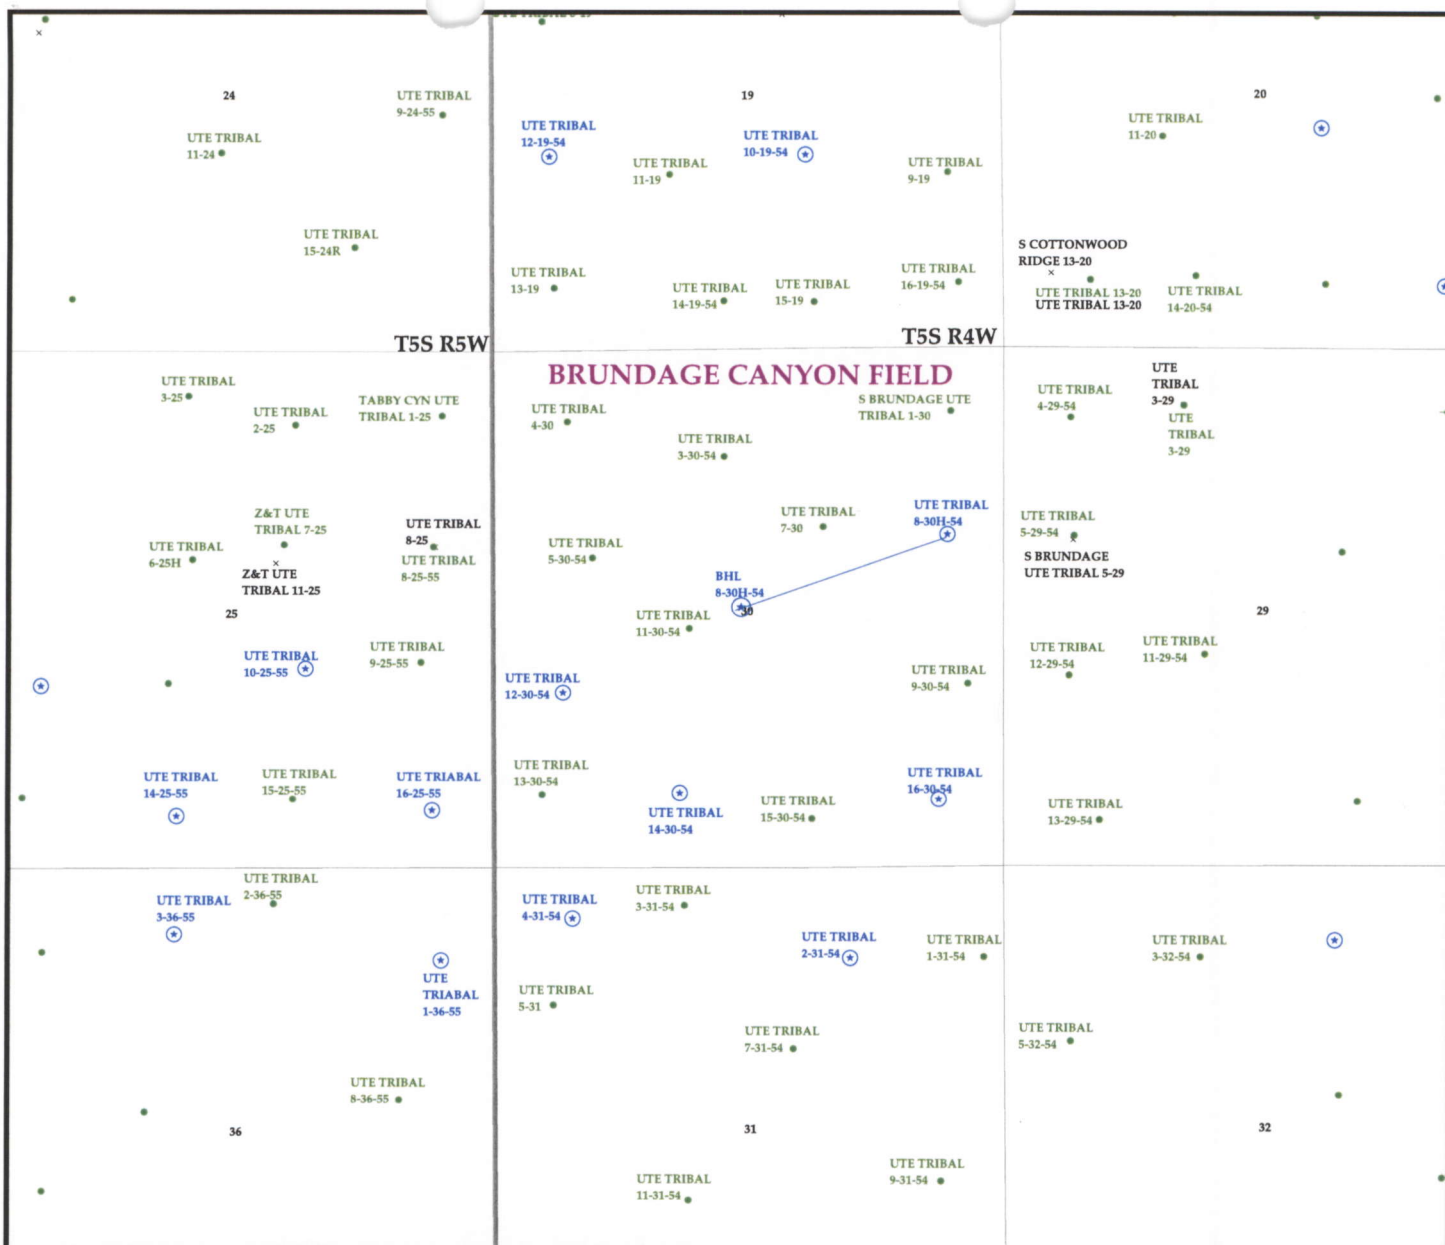 24
UTE TRIBAL
9-24-55
UTE TRIBAL
11-24
UTE TRIBAL
15-24R
19
UTE TRIBAL
12-19-54
UTE TRIBAL
10-19-54
UTE TRIBAL
11-19
UTE TRIBAL
9-19
UTE TRIBAL
13-19
UTE TRIBAL
14-19-54
UTE TRIBAL
15-19
UTE TRIBAL
16-19-54
20
UTE TRIBAL
11-20
S COTTONWOOD
RIDGE 13-20
UTE TRIBAL 13-20
UTE TRIBAL 13-20
UTE TRIBAL
14-20-54
T5S R5W
T5S R4W
BRUNDAGE CANYON FIELD
UTE TRIBAL
3-25
UTE TRIBAL
2-25
TABBY CYN UTE
TRIBAL 1-25
Z&T UTE
TRIBAL 7-25
UTE TRIBAL
8-25
UTE TRIBAL
6-25H
UTE TRIBAL
8-25-55
Z&T UTE
TRIBAL 11-25
25
UTE TRIBAL
10-25-55
UTE TRIBAL
9-25-55
UTE TRIBAL
14-25-55
UTE TRIBAL
15-25-55
UTE TRIABAL
16-25-55
UTE TRIBAL
4-30
S BRUNDAGE UTE
TRIBAL 1-30
UTE TRIBAL
3-30-54
UTE TRIBAL
7-30
UTE TRIBAL
8-30H-54
UTE TRIBAL
5-30-54
BHL
8-30H-54
30
UTE TRIBAL
11-30-54
UTE TRIBAL
12-30-54
UTE TRIBAL
9-30-54
UTE TRIBAL
13-30-54
UTE TRIBAL
14-30-54
UTE TRIBAL
15-30-54
UTE TRIBAL
16-30-54
UTE TRIBAL
4-29-54
UTE
TRIBAL
3-29
UTE
TRIBAL
3-29
UTE TRIBAL
5-29-54
S BRUNDAGE
UTE TRIBAL 5-29
29
UTE TRIBAL
12-29-54
UTE TRIBAL
11-29-54
UTE TRIBAL
13-29-54
UTE TRIBAL
2-36-55
UTE TRIBAL
3-36-55
UTE
TRIABAL
1-36-55
UTE TRIBAL
8-36-55
36
UTE TRIBAL
4-31-54
UTE TRIBAL
3-31-54
UTE TRIBAL
2-31-54
UTE TRIBAL
1-31-54
UTE TRIBAL
5-31
UTE TRIBAL
7-31-54
31
UTE TRIBAL
9-31-54
UTE TRIBAL
11-31-54
UTE TRIBAL
3-32-54
UTE TRIBAL
5-32-54
32